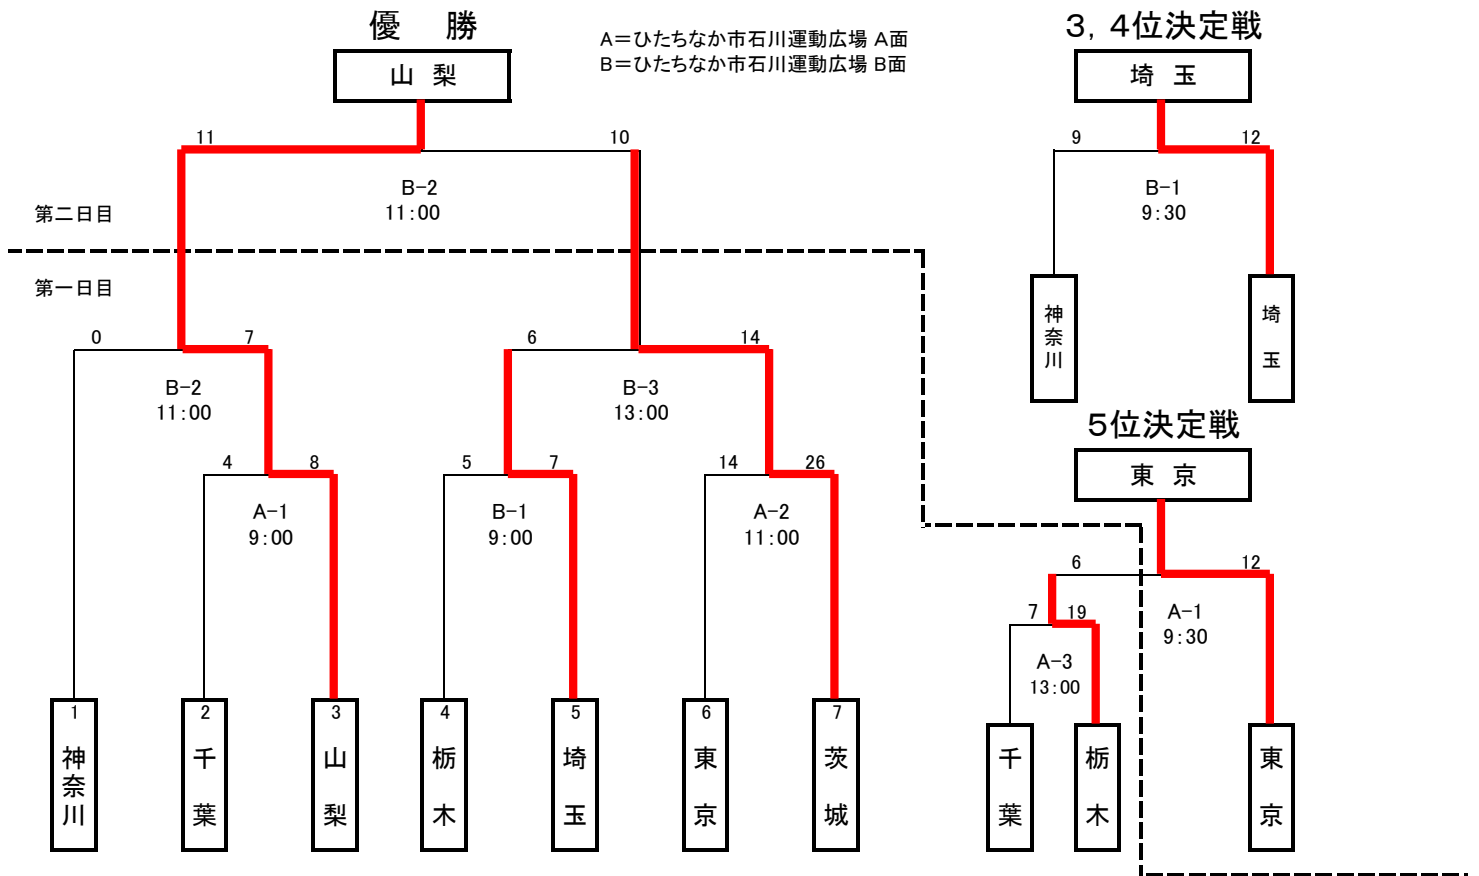 優 勝
山 梨
A=ひたちなか市石川運動広場 A面
B=ひたちなか市石川運動広場 B面
3,4位決定戦
埼 玉
11
10
B-2
11:00
第二日目
第一日目
9
12
B-1
9:30
神奈川
埼玉
0
7
B-2
11:00
6
14
B-3
13:00
4
8
A-1
9:00
5
7
B-1
9:00
14
26
A-2
11:00
5位決定戦
東 京
6
12
A-1
9:30
7
19
A-3
13:00
1
神奈川
2
千葉
3
山梨
4
栃木
5
埼玉
6
東京
7
茨城
千葉
栃木
東京